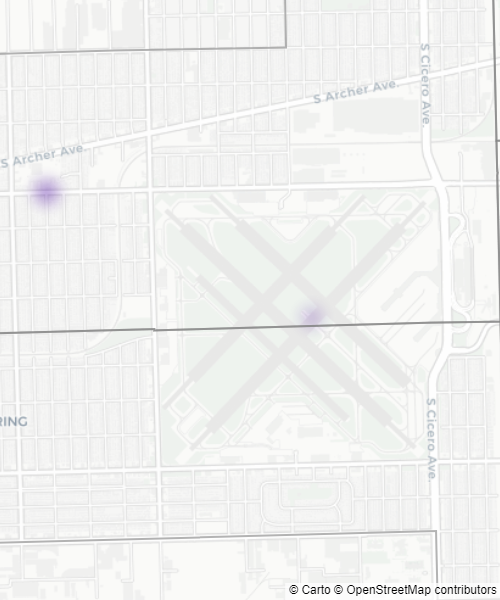 S Cicero Ave.
S Archer Ave.
S Archer Ave.
S Cicero Ave.
RING
© Carto © OpenStreetMap contributors